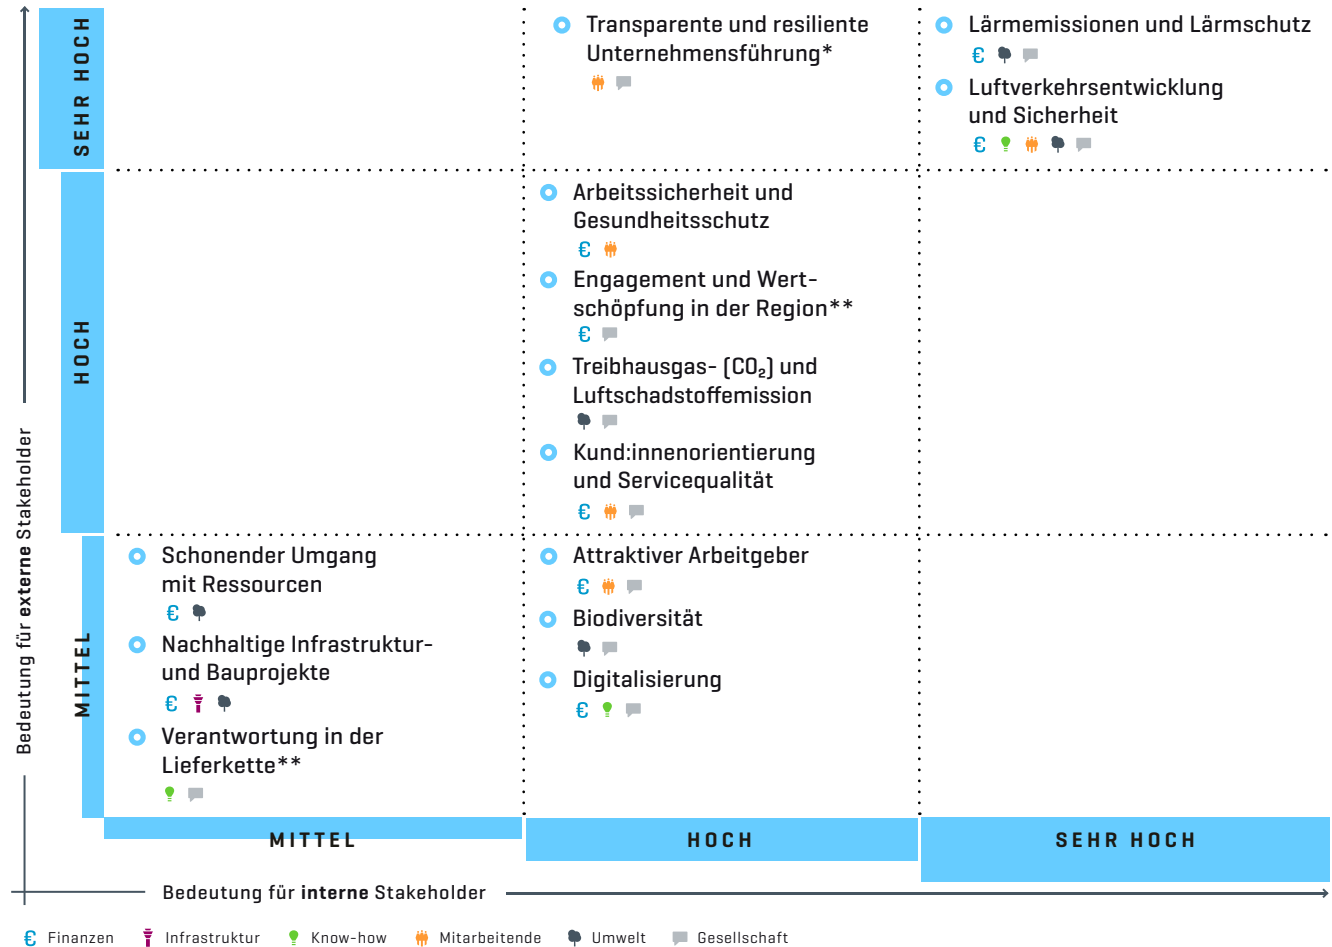 SEHR HOCH
Transparente und resiliente
Unternehmensführung*
Lärmemissionen und Lärmschutz
Luftverkehrsentwicklung
und Sicherheit
HOCH
Arbeitssicherheit und
Gesundheitsschutz
Engagement und Wert-
schöpfung in der Region**
Treibhausgas- (CO₂) und
Luftschadstoffemission
Kund:innenorientierung
und Servicequalität
MITTEL
Schonender Umgang
mit Ressourcen
Nachhaltige Infrastruktur-
und Bauprojekte
Verantwortung in der
Lieferkette**
Attraktiver Arbeitgeber
Biodiversität
Digitalisierung
Bedeutung für externe Stakeholder
MITTEL
HOCH
SEHR HOCH
Bedeutung für interne Stakeholder
€ Finanzen
Infrastruktur
Know-how
Mitarbeitende
Umwelt
Gesellschaft